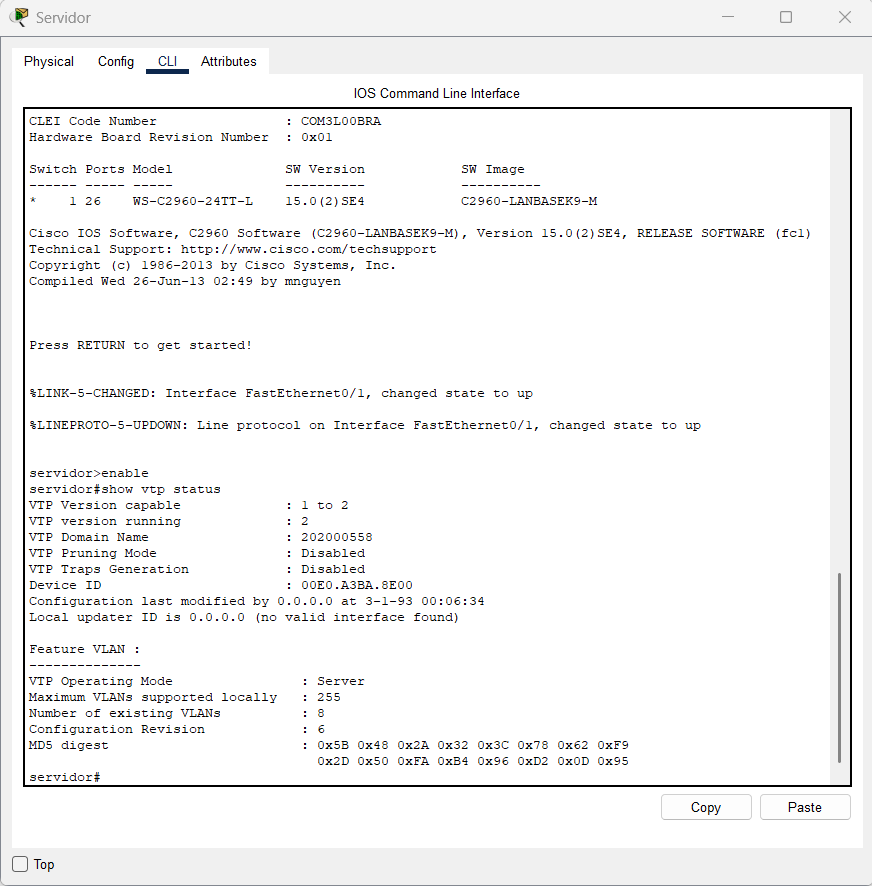 Servidor
Physical Config CLI Attributes
IOS Command Line Interface
CLEI Code Number : COM3L00BRA
Hardware Board Revision Number : 0x01
Switch Ports Model SW Version SW Image
------ ----- ----- ---------- ----------
* 1 26 WS-C2960-24TT-L 15.0(2)SE4 C2960-LANBASEK9-M
Cisco IOS Software, C2960 Software (C2960-LANBASEK9-M), Version 15.0(2)SE4, RELEASE SOFTWARE (fc1)
Technical Support: http://www.cisco.com/techsupport
Copyright (c) 1986-2013 by Cisco Systems, Inc.
Compiled Wed 26-Jun-13 02:49 by mnguyen
Press RETURN to get started!
%LINK-5-CHANGED: Interface FastEthernet0/1, changed state to up
%LINEPROTO-5-UPDOWN: Line protocol on Interface FastEthernet0/1, changed state to up
servidor>enable
servidor#show vtp status
VTP Version capable : 1 to 2
VTP version running : 2
VTP Domain Name : 202000558
VTP Pruning Mode : Disabled
VTP Traps Generation : Disabled
Device ID : 00E0.A3BA.8E00
Configuration last modified by 0.0.0.0 at 3-1-93 00:06:34
Local updater ID is 0.0.0.0 (no valid interface found)
Feature VLAN :
--------------
VTP Operating Mode : Server
Maximum VLANs supported locally : 255
Number of existing VLANs : 8
Configuration Revision : 6
MD5 digest : 0x5B 0x48 0x2A 0x32 0x3C 0x78 0x62 0xF9
0x2D 0x50 0xFA 0xB4 0x96 0xD2 0x0D 0x95
servidor#
Copy Paste
Top